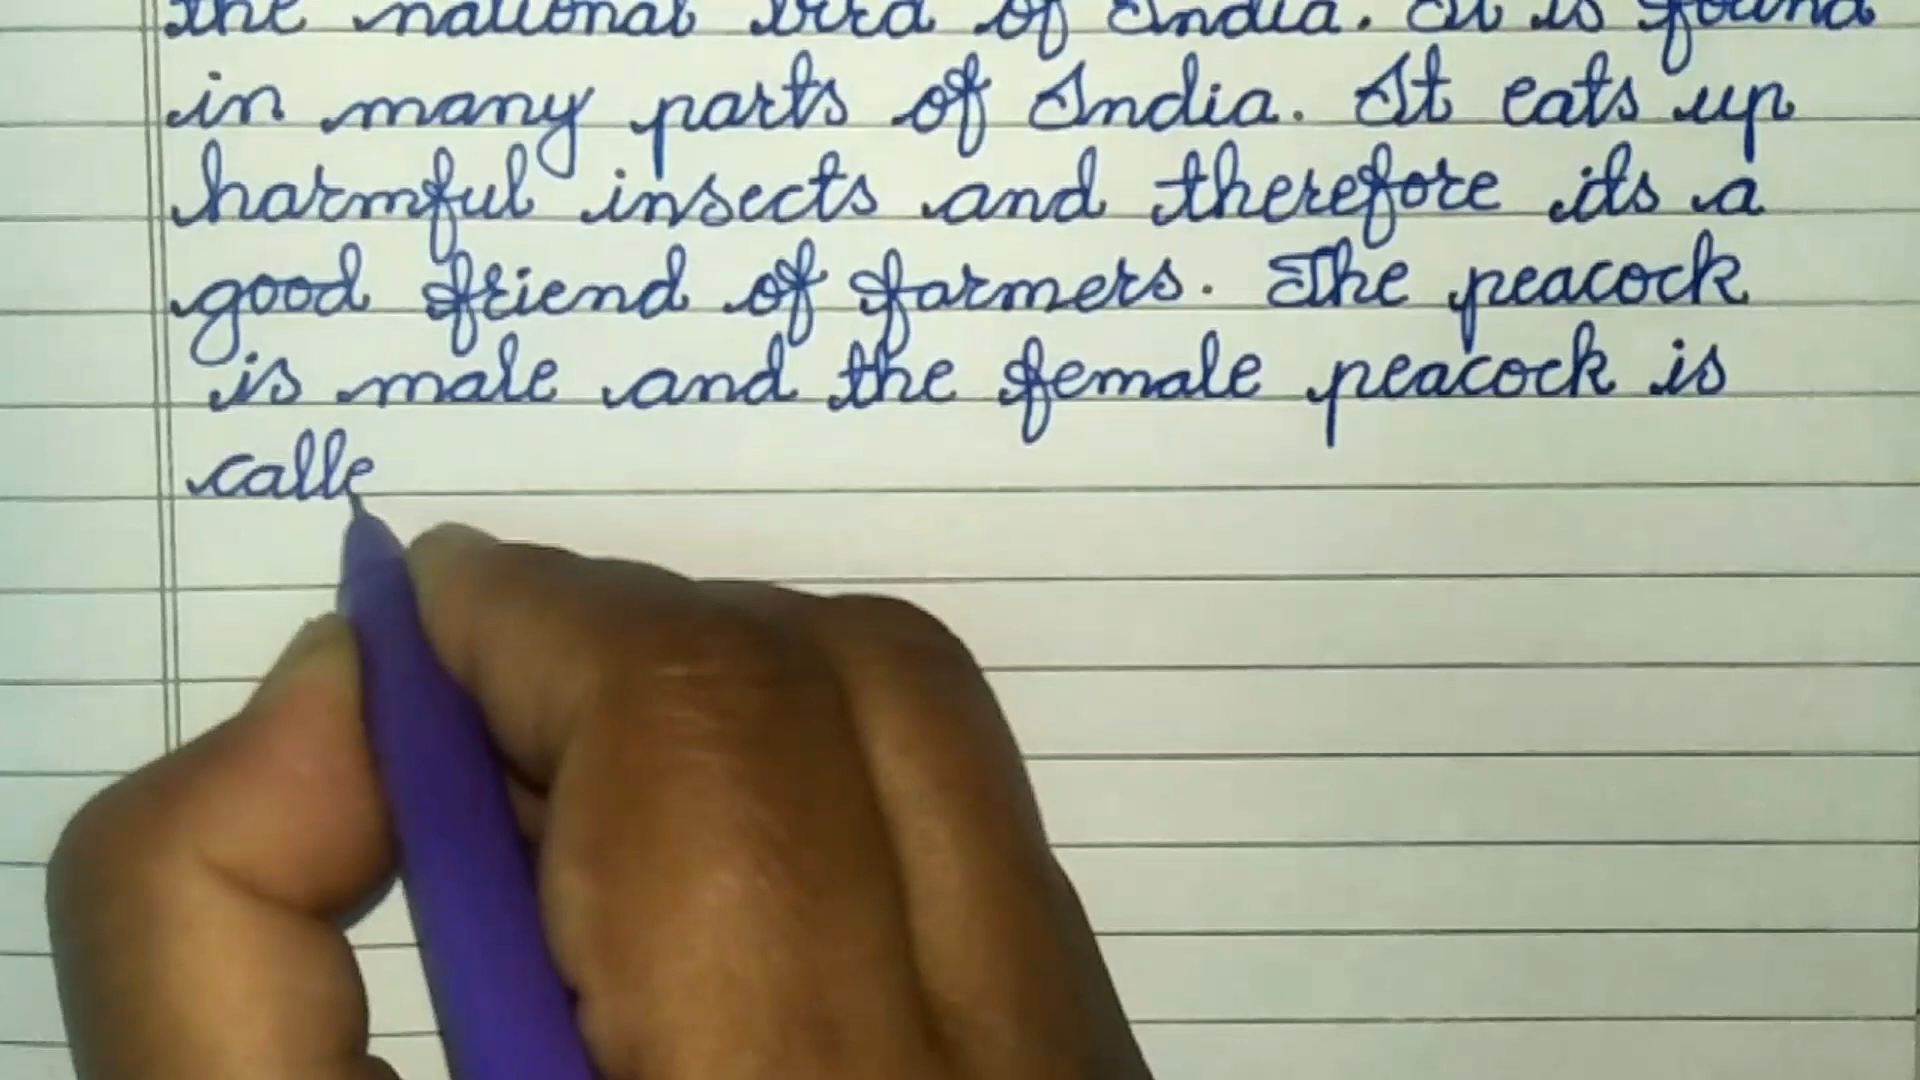 the national bird of India. It is found
in many parts of India. It eats up
harmful insects and therefore its a
good friend of farmers. The peacock
is male and the female peacock is
calle